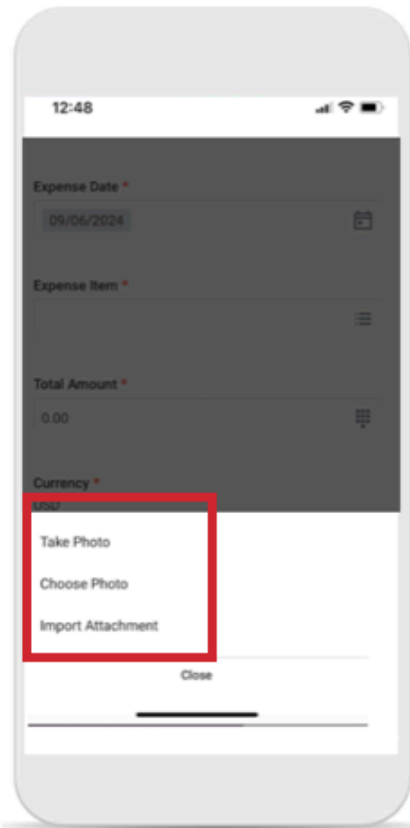 12:48
Expense Date *
09/06/2024
Expense Item *
Total Amount *
0.00
Currency *
USD
Take Photo
Choose Photo
Import Attachment
Close